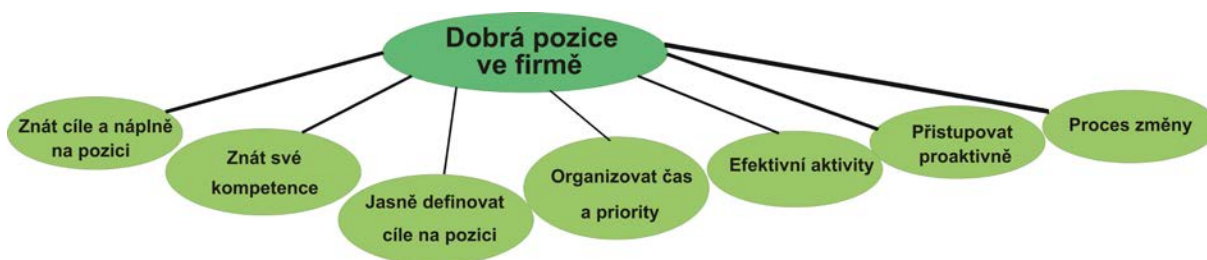 Dobrá pozice
ve firmě
Znát cíle a náplně
na pozici
Znát své
kompetence
Jasně definovat
cíle na pozici
Organizovat čas
a priority
Efektivní aktivity
Přistupovat
proaktivně
Proces změny